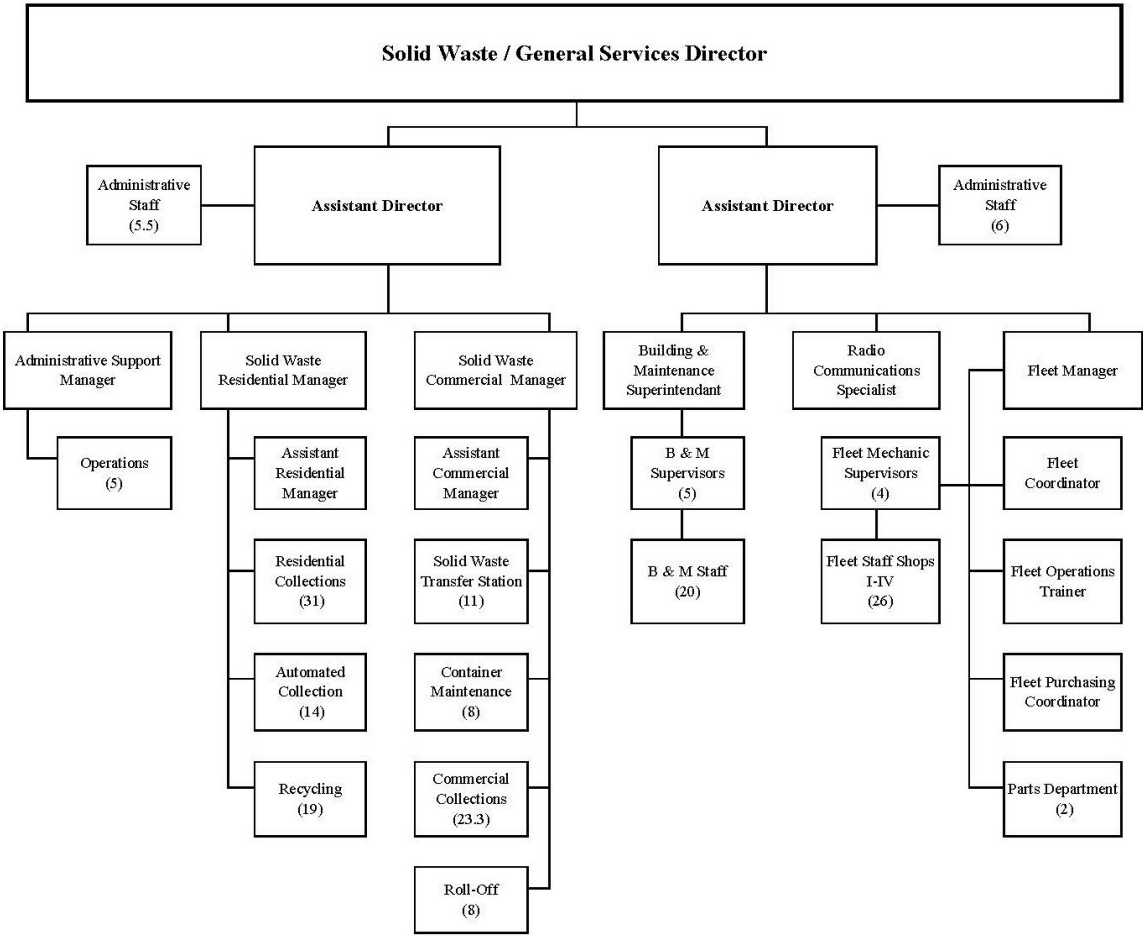 Solid Waste / General Services Director
Administrative
Staff
(5.5)
Assistant Director
Assistant Director
Administrative
Staff
(6)
Administrative Support
Manager
Solid Waste
Residential Manager
Solid Waste
Commercial Manager
Building &
Maintenance
Superintendant
Radio
Communications
Specialist
Fleet Manager
Operations
(5)
Assistant
Residential
Manager
Assistant
Commercial
Manager
B & M
Supervisors
(5)
Fleet Mechanic
Supervisors
(4)
Fleet
Coordinator
Residential
Collections
(31)
Solid Waste
Transfer Station
(11)
B & M Staff
(20)
Fleet Staff Shops
I-IV
(26)
Fleet Operations
Trainer
Automated
Collection
(14)
Container
Maintenance
(8)
Fleet Purchasing
Coordinator
Recycling
(19)
Commercial
Collections
(23.3)
Parts Department
(2)
Roll-Off
(8)